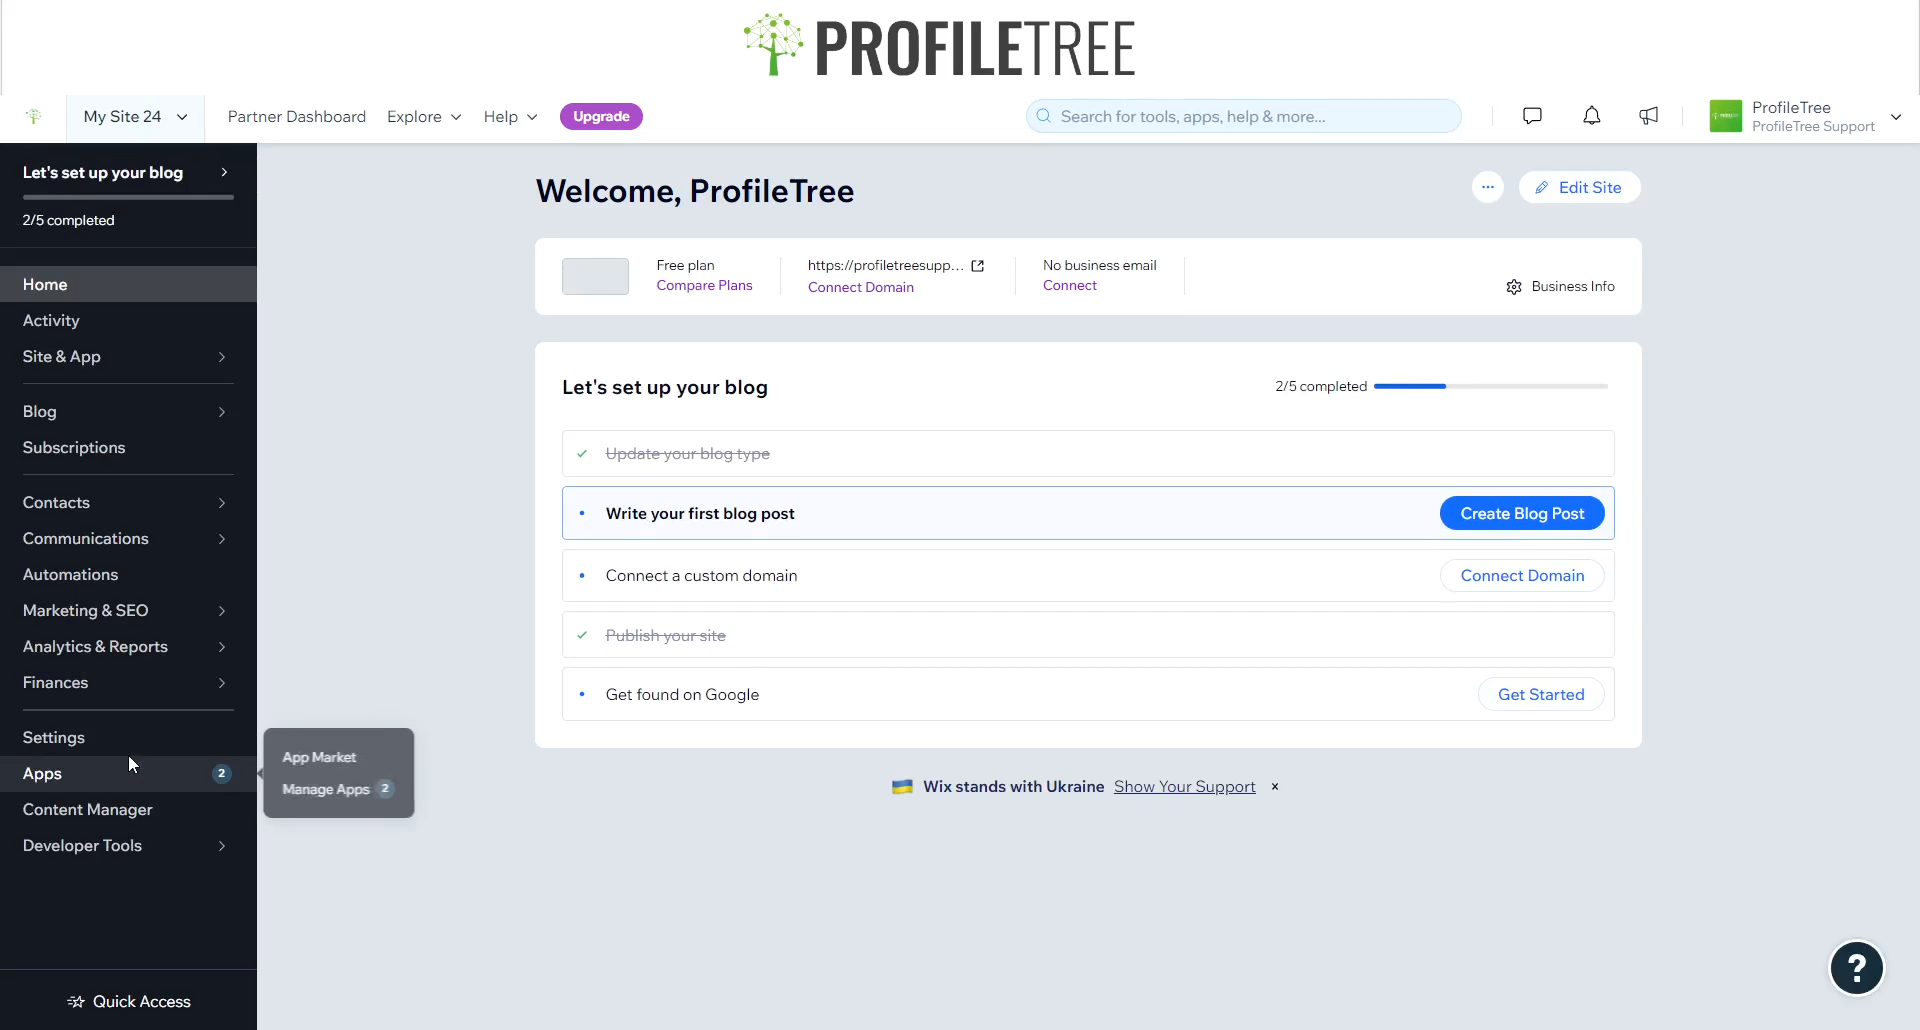 PROFILETREE
My Site 24
Partner Dashboard
Explore
Help
Upgrade
Search for tools, apps, help & more...
ProfileTree
ProfileTree Support
Let's set up your blog
2/5 completed
Home
Activity
Site & App
Blog
Subscriptions
Contacts
Communications
Automations
Marketing & SEO
Analytics & Reports
Finances
Settings
Apps 2
Content Manager
Developer Tools
Quick Access
App Market
Manage Apps 2
Welcome, ProfileTree
Edit Site
Free plan
Compare Plans
https://profiletreesupp...
Connect Domain
No business email
Connect
Business Info
Let's set up your blog
2/5 completed
Update your blog type
Write your first blog post
Create Blog Post
Connect a custom domain
Connect Domain
Publish your site
Get found on Google
Get Started
Wix stands with Ukraine Show Your Support ×
?